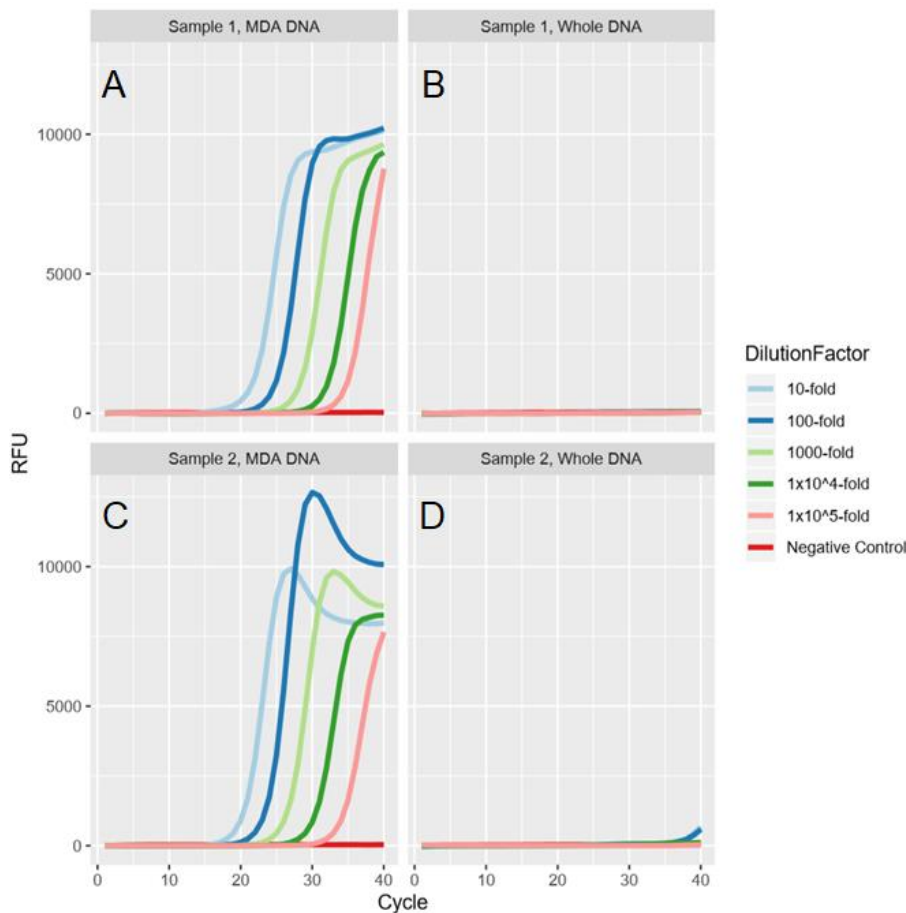 Sample 1, MDA DNA
Sample 1, Whole DNA
A
B
10000
5000
0
RFU
Sample 2, MDA DNA
Sample 2, Whole DNA
C
D
10000
5000
0
0
10
20
30
40
0
10
20
30
40
Cycle
DilutionFactor
10-fold
100-fold
1000-fold
1x10^4-fold
1x10^5-fold
Negative Control